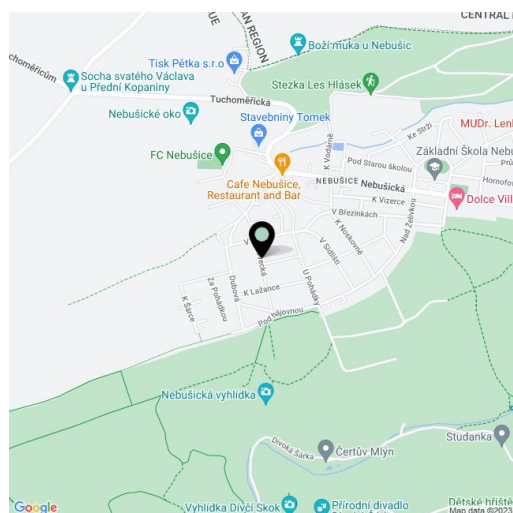 CENTRAL
Boží muka u Nebušic
Tisk Pětka s.r.o
Socha svatého Václava
u Přední Kopaniny
Stezka Les Hlásek
Tuchoměřická
Nebušické oko
Stavebniny Tomek
MUDr. Lenk
Ke Strži
K Vodárně
FC Nebušice
Pod Starou školou
Základní Škola Nebu
NEBUŠICE
Nebušická
Hornofov
Cafe Nebušice,
Restaurant and Bar
K Vizerce
Dolce Vill
V Březinkách
Nad Želivkou
K Noskovně
V Sídlišti
U Pohádky
Za Pohádkou
Dubová
K Lažance
K Šárce
Pod Hájovnou
Nebušická vyhlídka
Divoká Šárka
Čertův Mlýn
Studánka
Vyhlídka Dívčí Skok
Přírodní divadlo
Dětské hřiště
Google
Map data ©2023